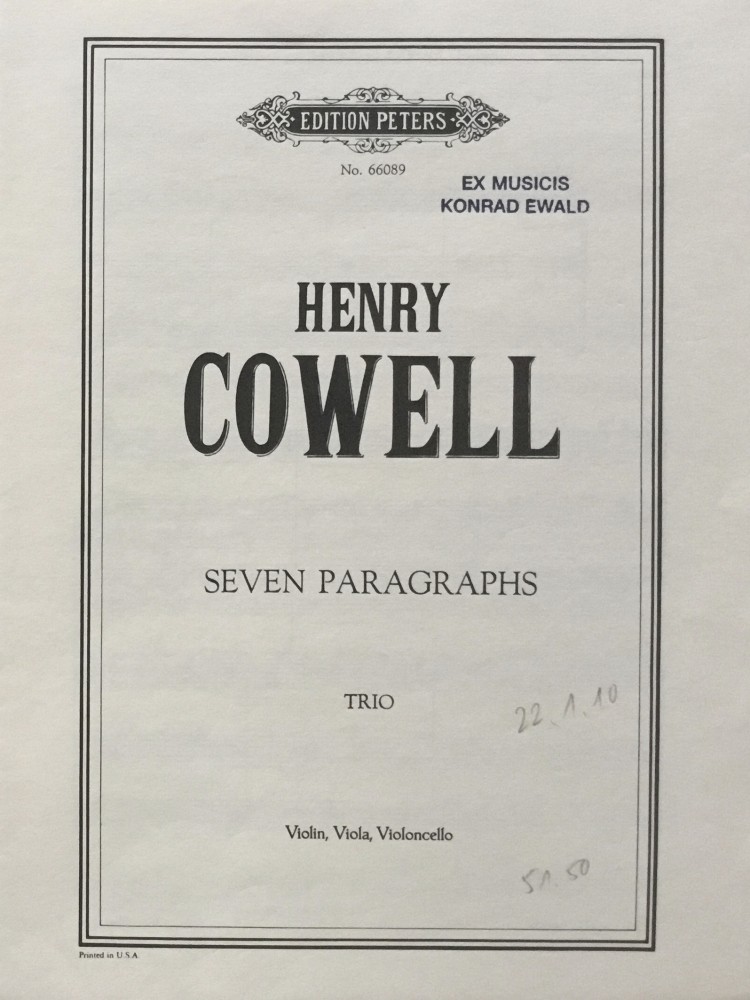 EDITION PETERS
No. 66089
EX MUSICIS
KONRAD EWALD
HENRY
COWELL
SEVEN PARAGRAPHS
TRIO
22.1.10
Violin, Viola, Violoncello
51.50
Printed in U.S.A.